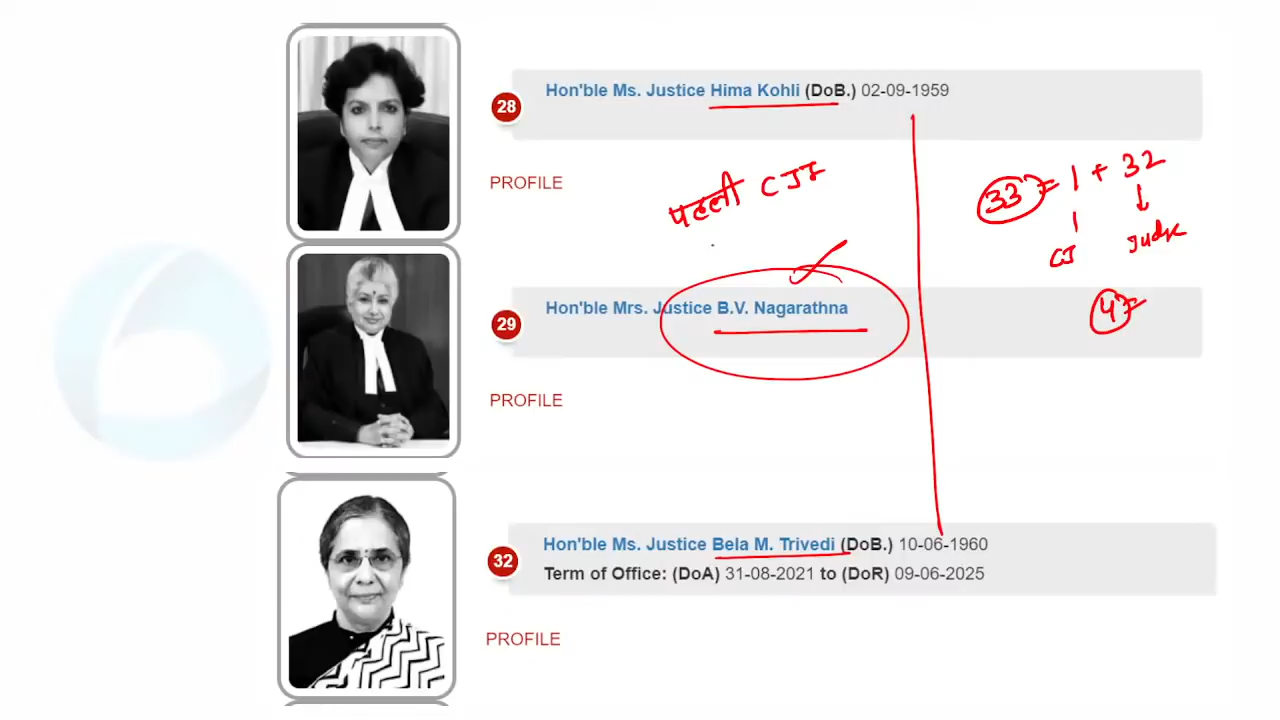 28
Hon'ble Ms. Justice Hima Kohli (DoB.) 02-09-1959
PROFILE
पहली CJI
33 = 1 + 32
CJ Judge
29
Hon'ble Mrs. Justice B.V. Nagarathna
4 =
PROFILE
32
Hon'ble Ms. Justice Bela M. Trivedi (DoB.) 10-06-1960
Term of Office: (DoA) 31-08-2021 to (DoR) 09-06-2025
PROFILE